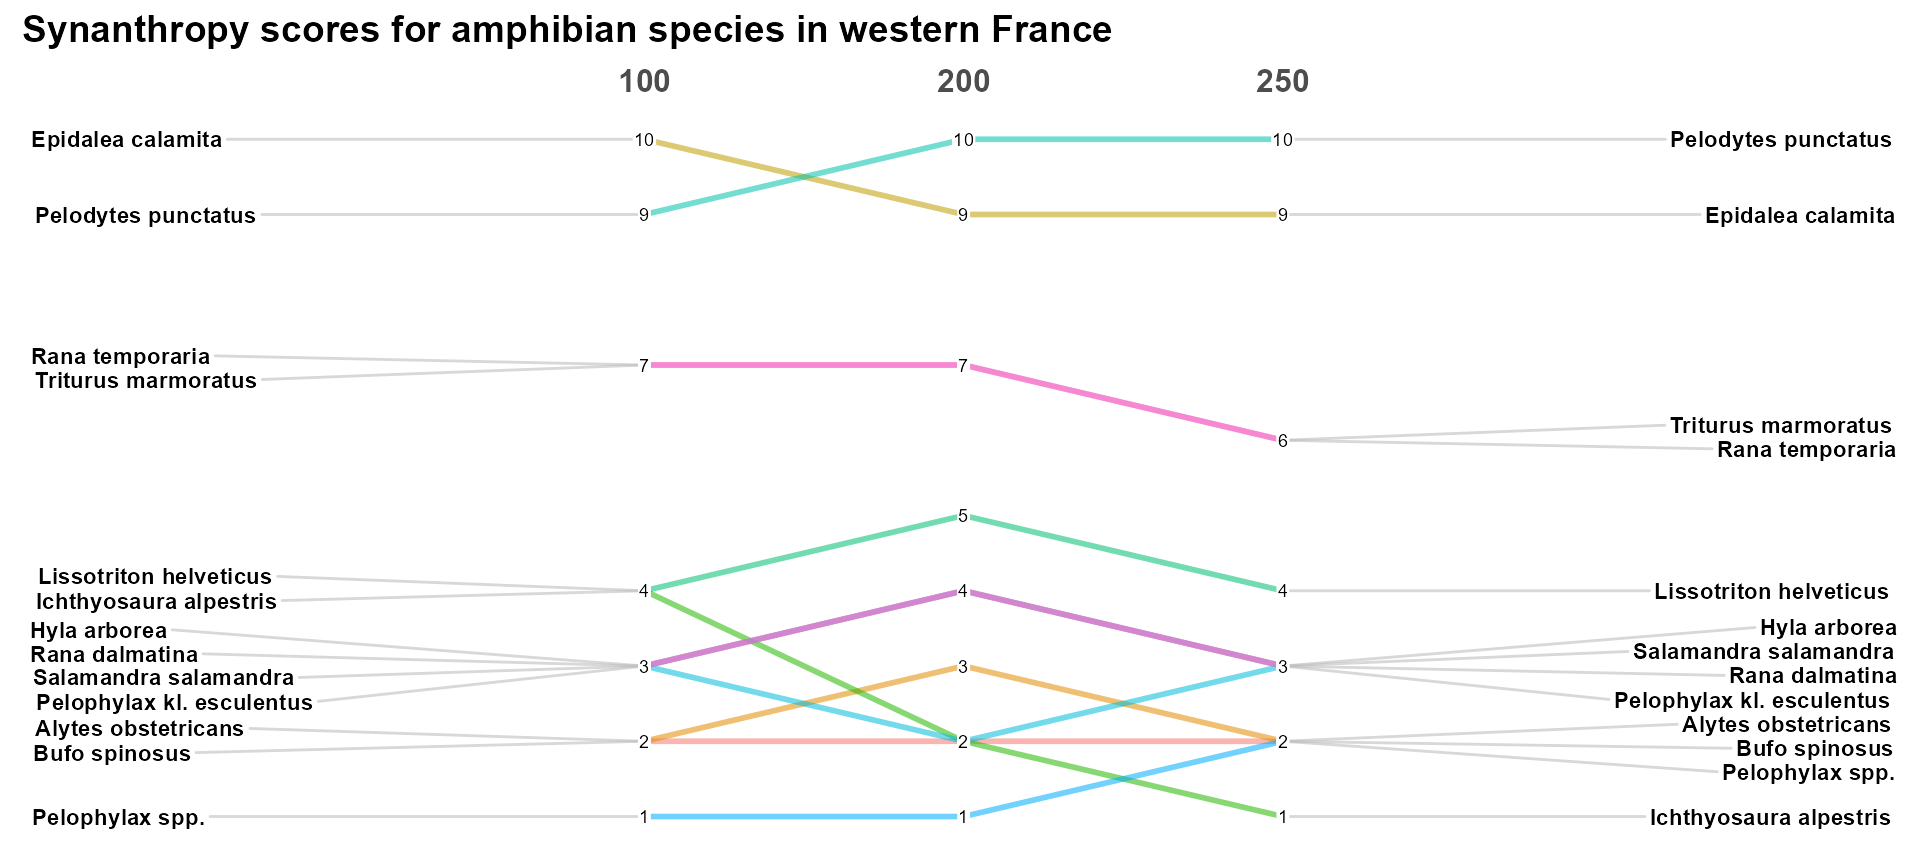 Synanthropy scores for amphibian species in western France
100 200 250
Epidalea calamita 10 10 10 Pelodytes punctatus
Pelodytes punctatus 9 9 9 Epidalea calamita
Rana temporaria
Triturus marmoratus
7 7
Triturus marmoratus
6
Rana temporaria
5
Lissotriton helveticus
Ichthyosaura alpestris
4 4 4 Lissotriton helveticus
Hyla arborea
Rana dalmatina
Salamandra salamandra
Pelophylax kl. esculentus
3 3 3
Hyla arborea
Salamandra salamandra
Rana dalmatina
Pelophylax kl. esculentus
Alytes obstetricans
Bufo spinosus
2 2 2
Alytes obstetricans
Bufo spinosus
Pelophylax spp.
Pelophylax spp. 1 1 1 Ichthyosaura alpestris